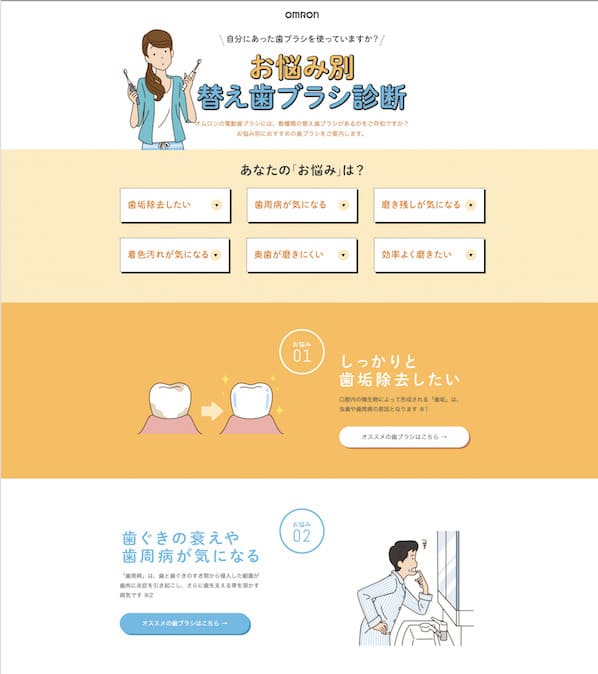 OMRON
自分にあった歯ブラシを使っていますか？
お悩み別
替え歯ブラシ診断
オムロンの電動歯ブラシには、数種類の替え歯ブラシがあるのをご存知ですか？
お悩み別におすすめの歯ブラシをご案内します。
あなたの「お悩み」は？
歯垢除去したい
歯周病が気になる
磨き残しが気になる
着色汚れが気になる
奥歯が磨きにくい
効率よく磨きたい
お悩み
01
しっかりと
歯垢除去したい
口腔内の微生物によって形成される「歯垢」は、
虫歯や歯周病の原因となります ※1
オススメの歯ブラシはこちら →
お悩み
02
歯ぐきの衰えや
歯周病が気になる
「歯周病」は、歯と歯ぐきのすき間から侵入した細菌が
歯肉に炎症を引き起こし、さらに歯を支える骨を溶かす
病気です ※2
オススメの歯ブラシはこちら →